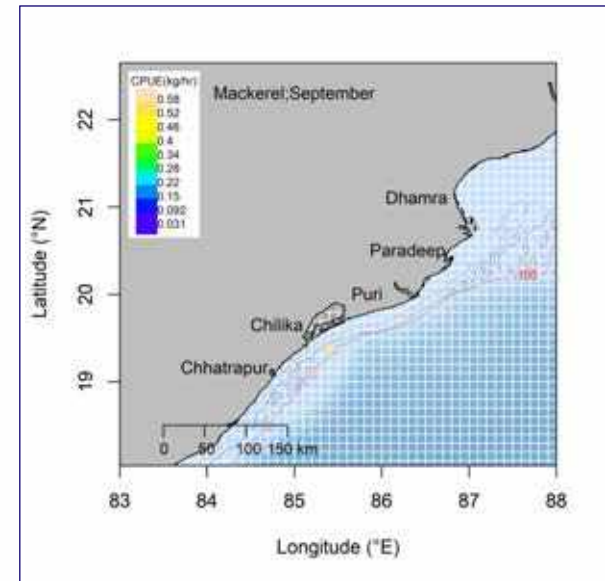 CPUE(kg/hr)
Mackerel;September
0.58
0.52
0.46
0.4
0.34
0.28
0.22
0.15
0.092
0.031
22
21
20
19
Latitude (°N)
Dhamra
Paradeep
100
Puri
Chilika
Chhatrapur
0 50 100 150 km
83 84 85 86 87 88
Longitude (°E)